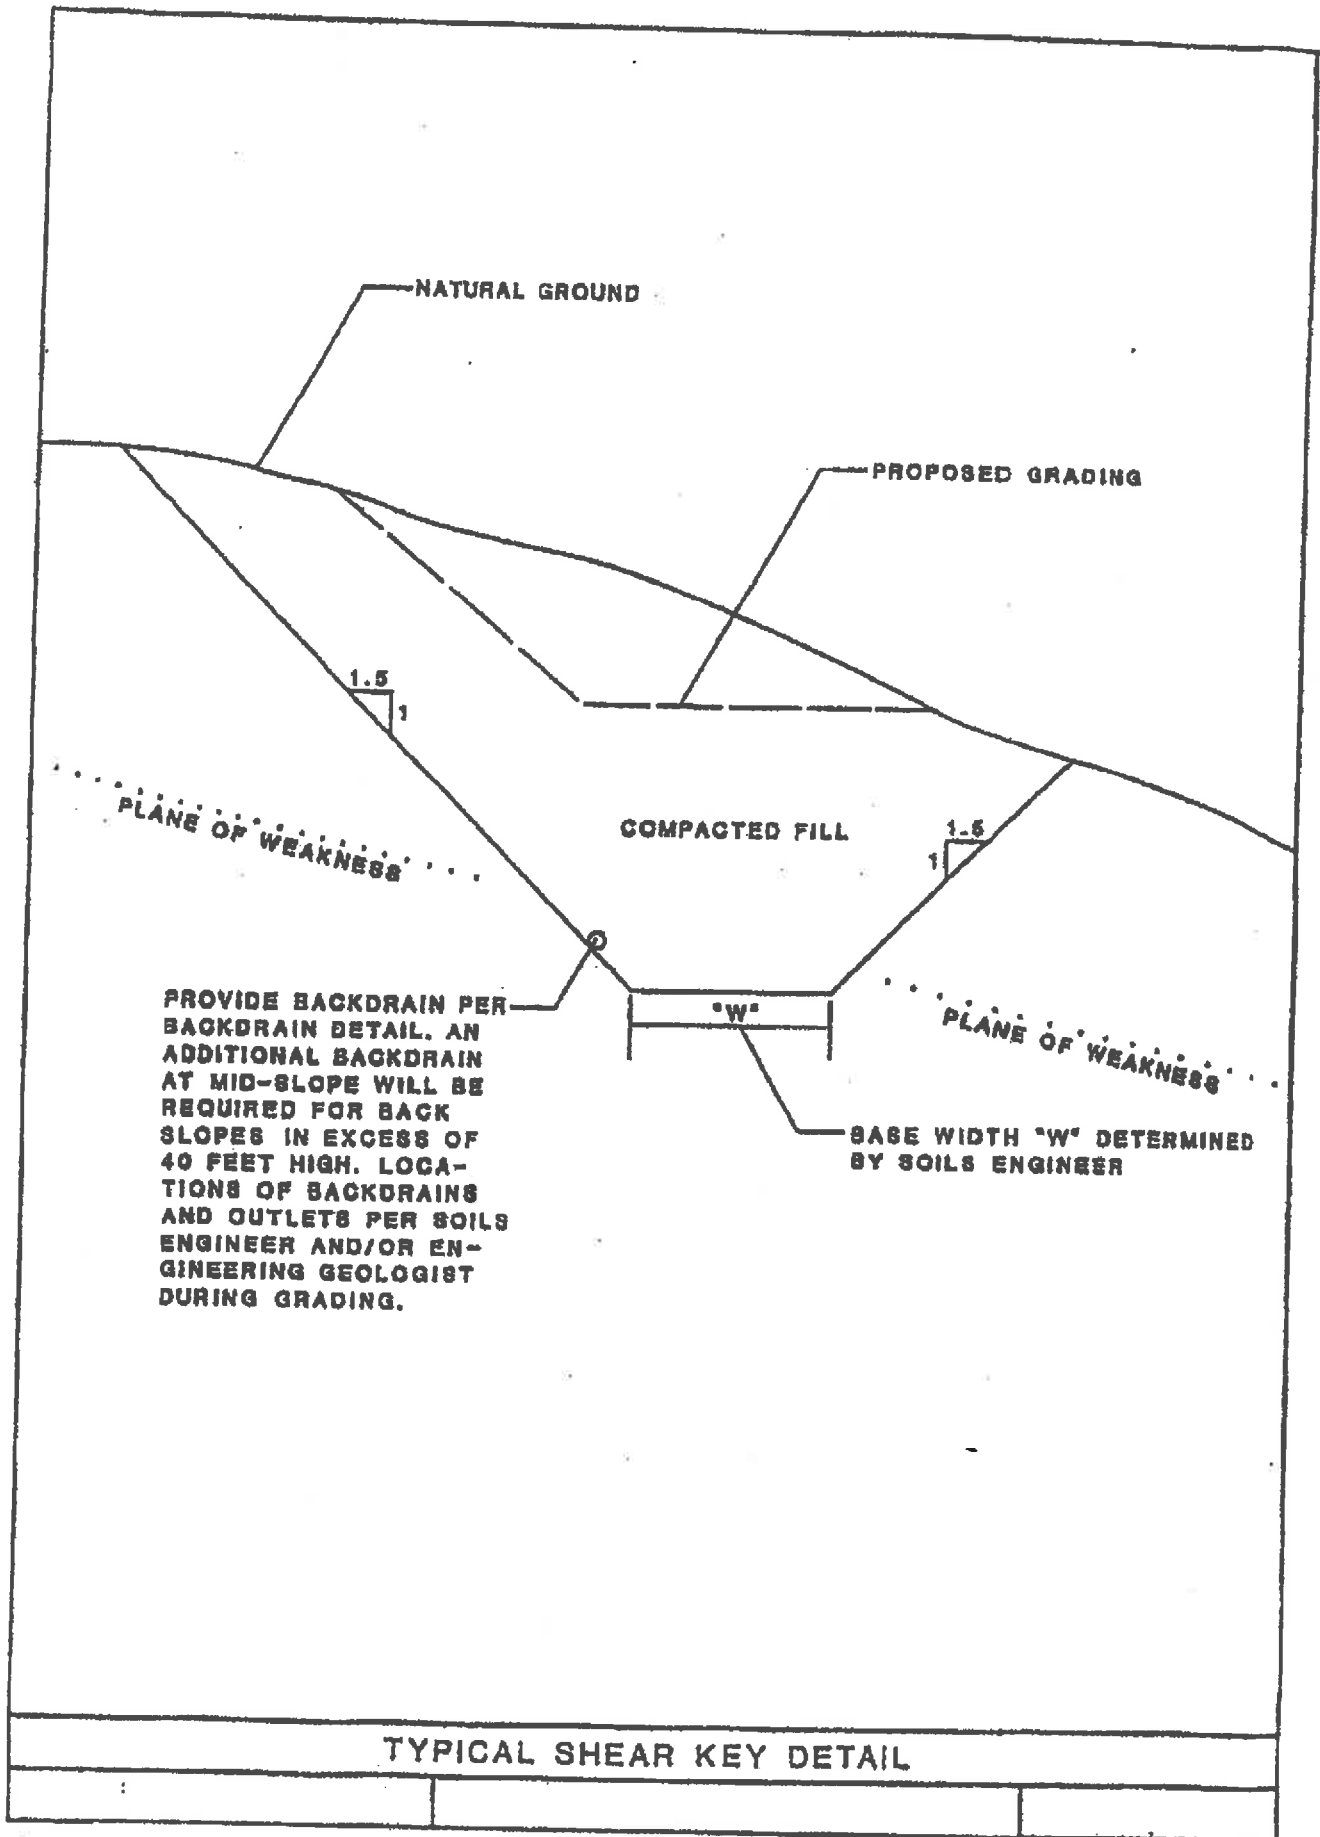 NATURAL GROUND
PROPOSED GRADING
1.5
1
PLANE OF WEAKNESS
COMPACTED FILL
1.5
1
PROVIDE BACKDRAIN PER
BACKDRAIN DETAIL. AN
ADDITIONAL BACKDRAIN
AT MID-SLOPE WILL BE
REQUIRED FOR BACK
SLOPES IN EXCESS OF
40 FEET HIGH. LOCA-
TIONS OF BACKDRAINS
AND OUTLETS PER SOILS
ENGINEER AND/OR EN-
GINEERING GEOLOGIST
DURING GRADING.
"W"
PLANE OF WEAKNESS
BASE WIDTH "W" DETERMINED
BY SOILS ENGINEER
TYPICAL SHEAR KEY DETAIL